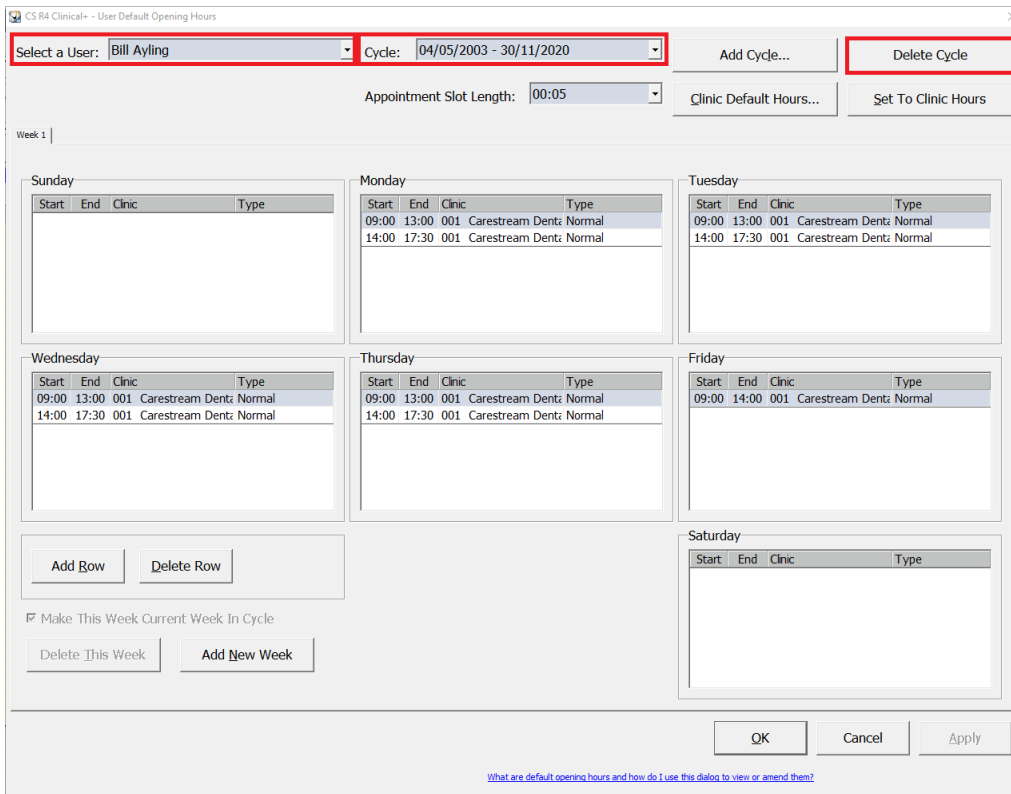 CS R4 Clinical+ - User Default Opening Hours
Select a User: Bill Ayling Cycle: 04/05/2003 - 30/11/2020 Add Cycle... Delete Cycle
Appointment Slot Length: 00:05 Clinic Default Hours... Set To Clinic Hours
Week 1
Sunday
Start End Clinic Type
Monday
Start End Clinic Type
09:00 13:00 001 Carestream Denta Normal
14:00 17:30 001 Carestream Denta Normal
Tuesday
Start End Clinic Type
09:00 13:00 001 Carestream Denta Normal
14:00 17:30 001 Carestream Denta Normal
Wednesday
Start End Clinic Type
09:00 13:00 001 Carestream Denta Normal
14:00 17:30 001 Carestream Denta Normal
Thursday
Start End Clinic Type
09:00 13:00 001 Carestream Denta Normal
14:00 17:30 001 Carestream Denta Normal
Friday
Start End Clinic Type
09:00 14:00 001 Carestream Denta Normal
Add Row Delete Row
Make This Week Current Week In Cycle
Delete This Week Add New Week
Saturday
Start End Clinic Type
OK Cancel Apply
What are default opening hours and how do I use this dialog to view or amend them?